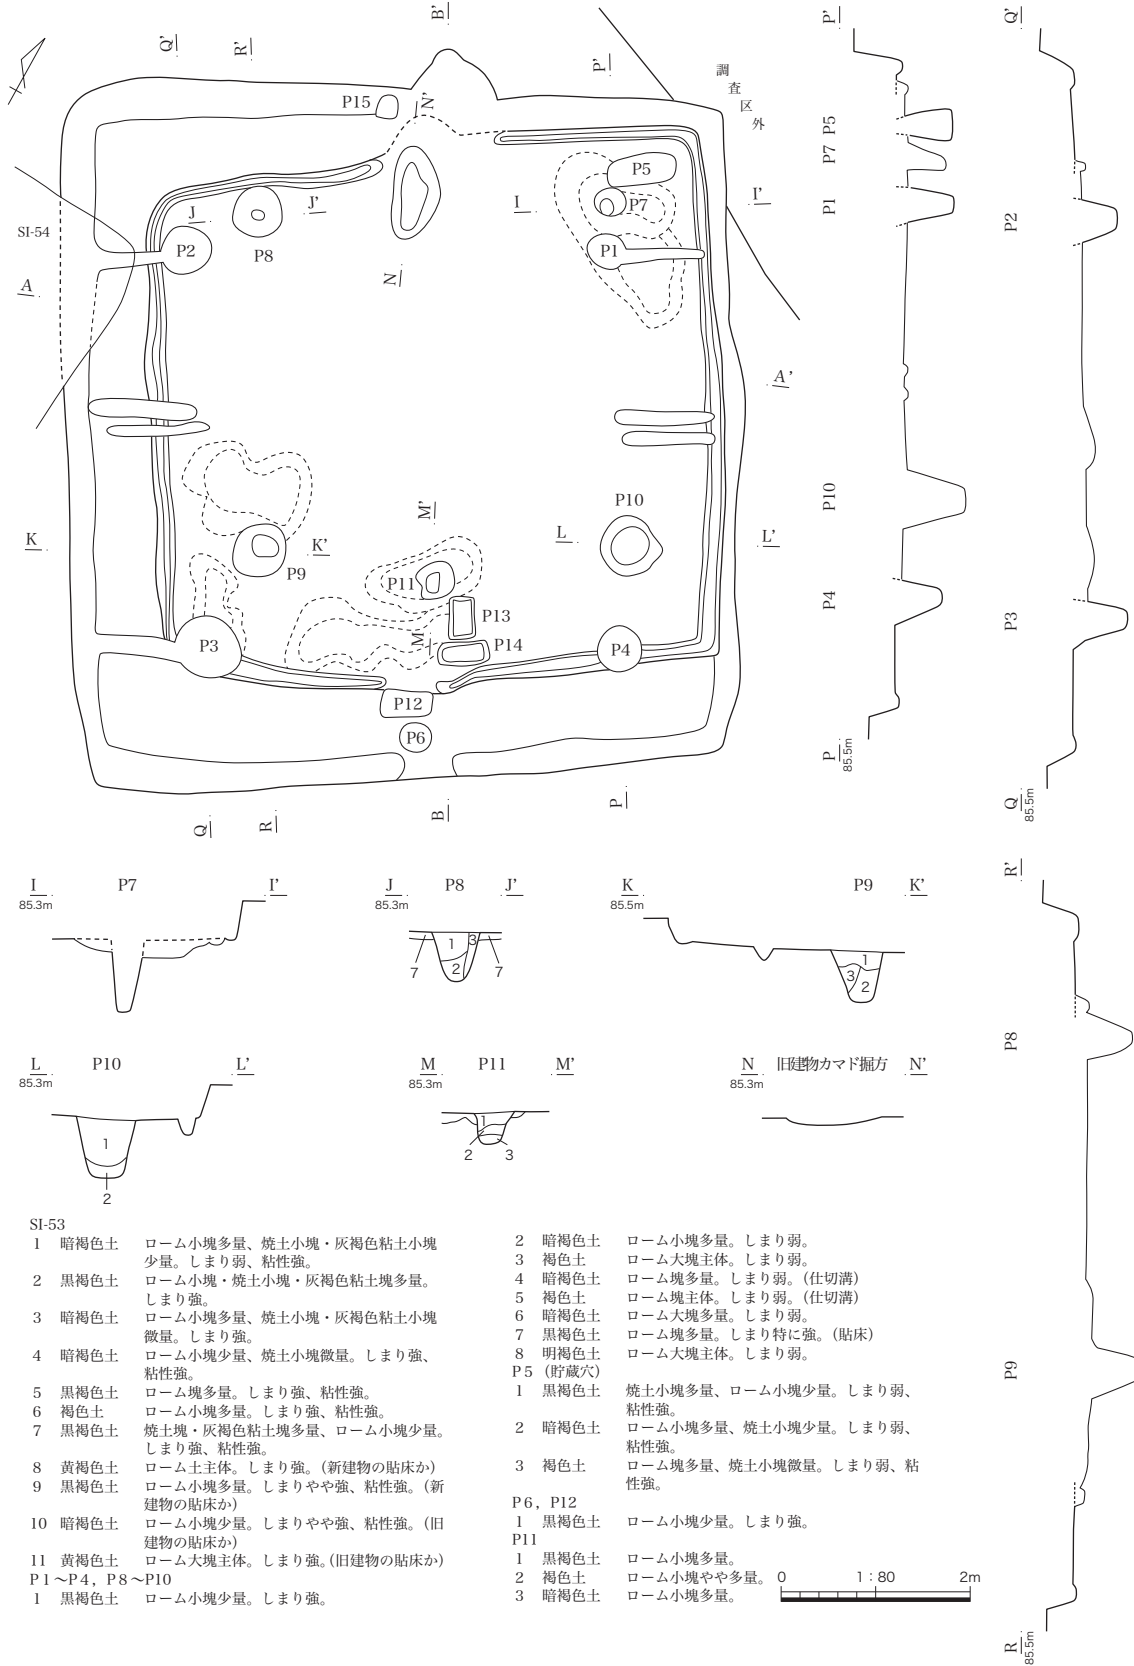 B'
Q'
R'
P'
N'
P15
調査区外
P5
P7
I
I'
J
J'
P8
SI-54
P2
P1
N
A
A'
P10
M'
K
K'
L
L'
P9
P11
P13
M
P14
P3
P4
P12
P6
Q
R
B
P
P'
P5
P7
P1
P10
P4
P
85.5m
Q'
P2
P3
Q
85.5m
I
P7
I'
85.3m
J
P8
J'
85.3m
1
3
2
7
7
K
P9
K'
85.5m
1
3
2
L
P10
L'
85.3m
1
2
M
P11
M'
85.3m
1
2
3
N
旧建物カマド掘方
N'
85.3m
R'
P8
P9
R
85.5m
SI-53
1 暗褐色土 ローム小塊多量、焼土小塊・灰褐色粘土小塊
少量。しまり弱、粘性強。
2 黒褐色土 ローム小塊・焼土小塊・灰褐色粘土塊多量。
しまり強。
3 暗褐色土 ローム小塊多量、焼土小塊・灰褐色粘土小塊
微量。しまり強。
4 暗褐色土 ローム小塊少量、焼土小塊微量。しまり強、
粘性強。
5 黒褐色土 ローム塊多量。しまり強、粘性強。
6 褐色土 ローム小塊多量。しまり強、粘性強。
7 黒褐色土 焼土塊・灰褐色粘土塊多量、ローム小塊少量。
しまり強、粘性強。
8 黄褐色土 ローム土主体。しまり強。(新建物の貼床か)
9 黒褐色土 ローム小塊多量。しまりやや強、粘性強。(新
建物の貼床か)
10 暗褐色土 ローム小塊少量。しまりやや強、粘性強。(旧
建物の貼床か)
11 黄褐色土 ローム大塊主体。しまり強。(旧建物の貼床か)
P1～P4, P8～P10
1 黒褐色土 ローム小塊少量。しまり強。
2 暗褐色土 ローム小塊多量。しまり弱。
3 褐色土 ローム大塊主体。しまり弱。
4 暗褐色土 ローム塊多量。しまり弱。(仕切溝)
5 褐色土 ローム塊主体。しまり弱。(仕切溝)
6 暗褐色土 ローム大塊多量。しまり弱。
7 黒褐色土 ローム塊多量。しまり特に強。(貼床)
8 明褐色土 ローム大塊主体。しまり弱。
P5 (貯蔵穴)
1 黒褐色土 焼土小塊多量、ローム小塊少量。しまり弱、
粘性強。
2 暗褐色土 ローム小塊多量、焼土小塊少量。しまり弱、
粘性強。
3 褐色土 ローム塊多量、焼土小塊微量。しまり弱、粘
性強。
P6, P12
1 黒褐色土 ローム小塊少量。しまり強。
P11
1 黒褐色土 ローム小塊多量。
2 褐色土 ローム小塊やや多量。
3 暗褐色土 ローム小塊多量。
0 1：80 2m